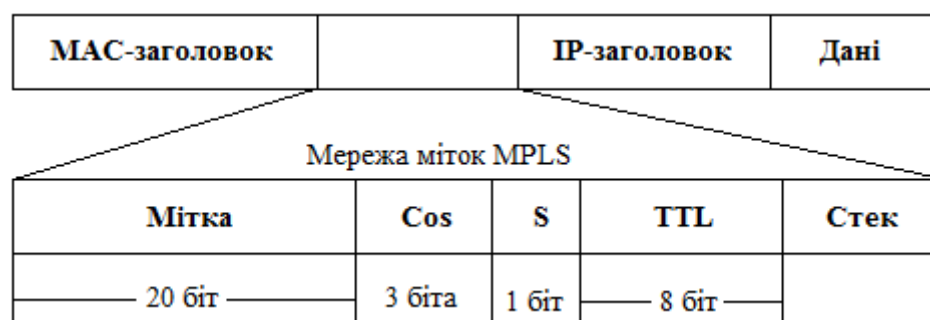 MAC-заголовок IP-заголовок Дані
Мережа міток MPLS
Мітка Cos S TTL Стек
20 біт 3 біта 1 біт 8 біт